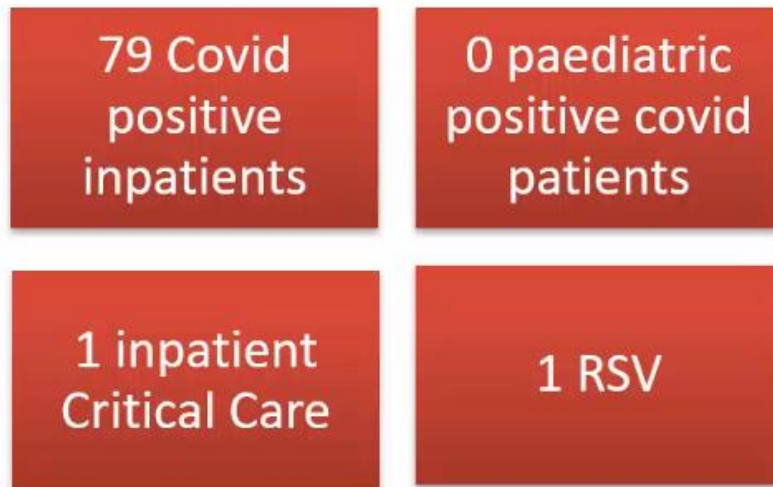 79 Covid
positive
inpatients
0 paediatric
positive covid
patients
1 inpatient
Critical Care
1 RSV